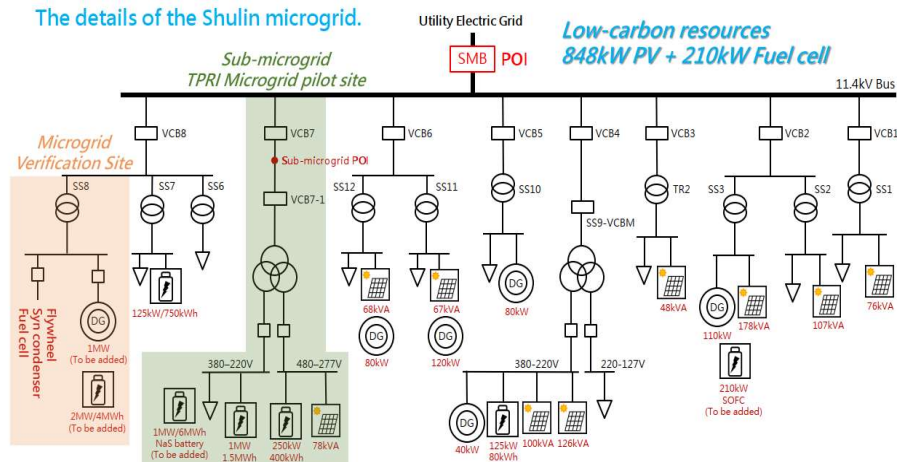 The details of the Shulin microgrid.
Utility Electric Grid
Low-carbon resources
848kW PV + 210kW Fuel cell
SMB
POI
Sub-microgrid
TPRI Microgrid pilot site
11.4kV Bus
VCB8
VCB7
VCB6
VCB5
VCB4
VCB3
VCB2
VCB1
Microgrid
Verification Site
Sub-microgrid POI
SS8
SS7
SS6
VCB7-1
SS12
SS11
SS10
SS9-VCBM
TR2
SS3
SS2
SS1
Flywheel
Syn condenser
Fuel cell
DG
1MW
(To be added)
2MW/4MWh
(To be added)
125kW/750kWh
380–220V
480–277V
1MW/6MWh
NaS battery
(To be added)
1MW
1.5MWh
250kW
400kWh
78kVA
68kVA
DG
80kW
67kVA
DG
120kW
DG
80kW
380–220V
220-127V
DG
40kW
125kW
80kWh
100kVA
126kVA
48kVA
DG
110kW
178kVA
210kW
SOFC
(To be added)
107kVA
76kVA